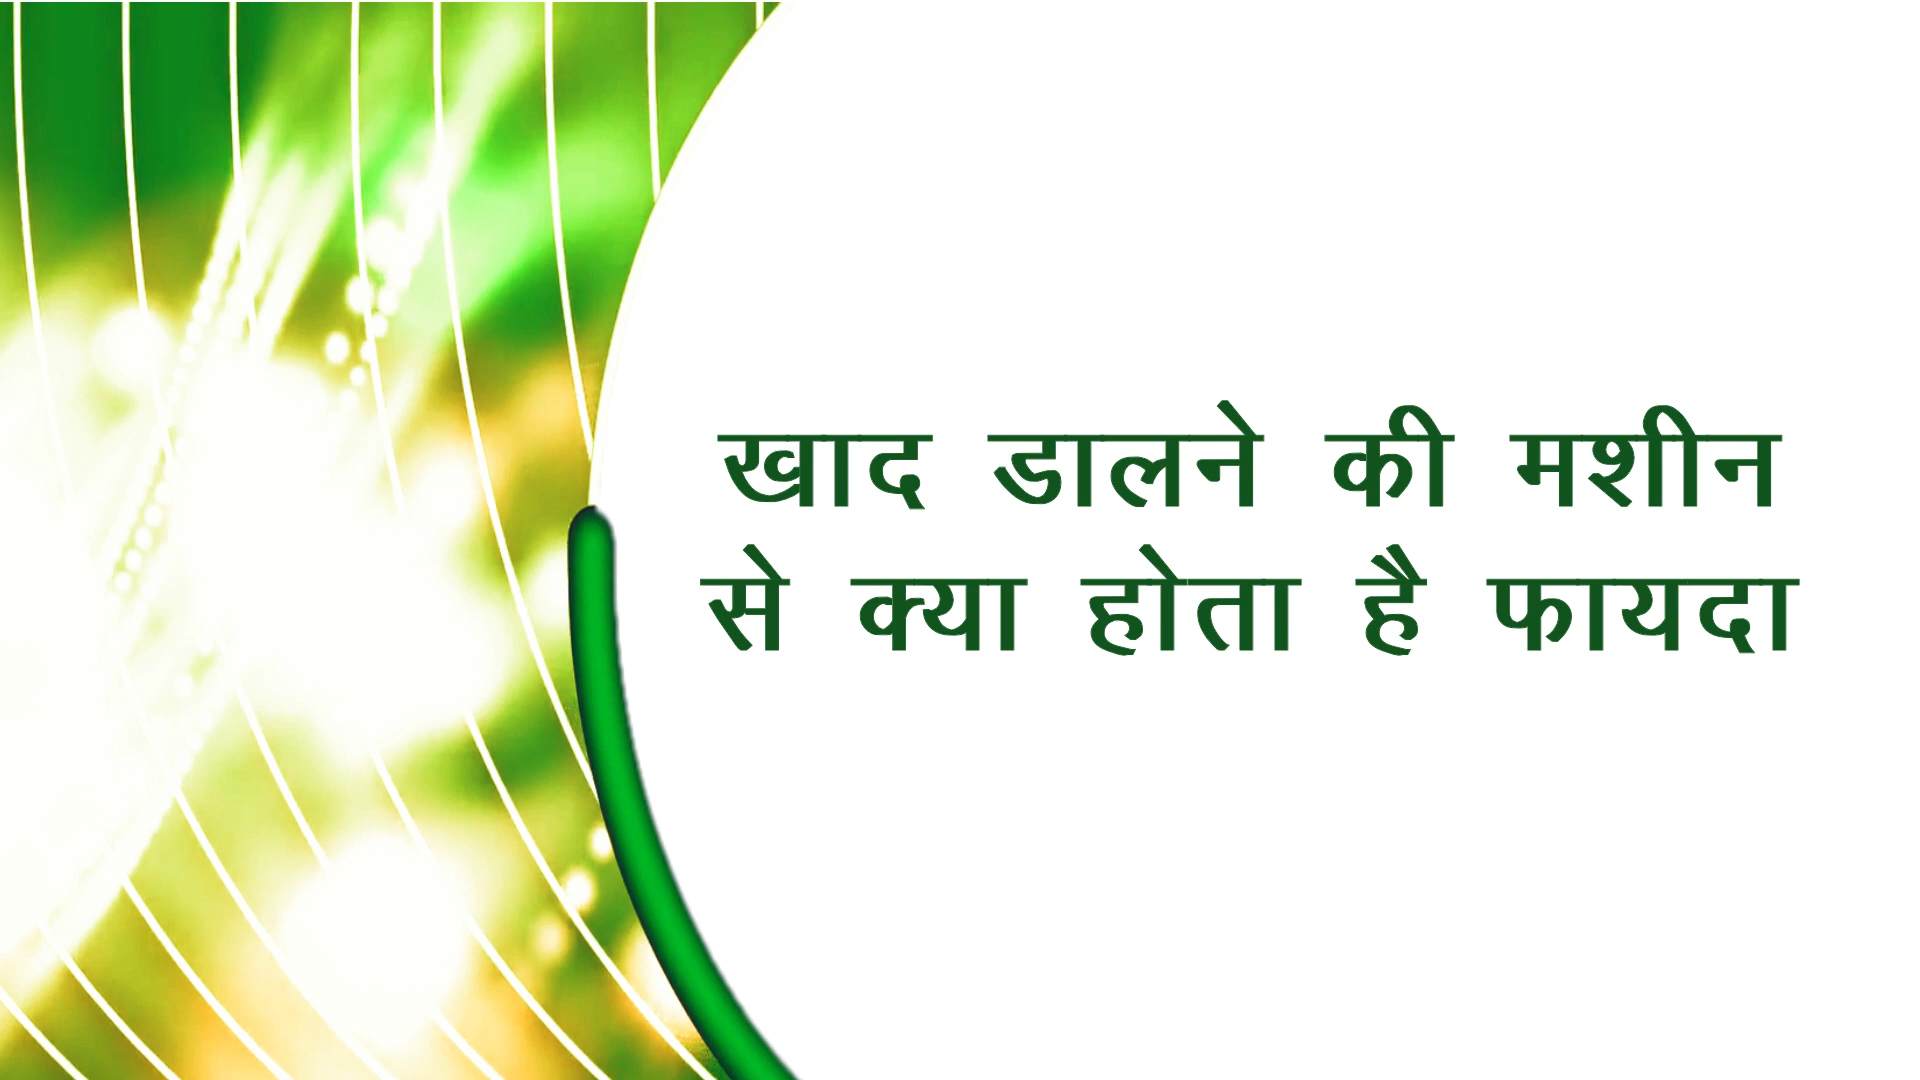 खाद डालने की मशीन
से क्या होता है फायदा